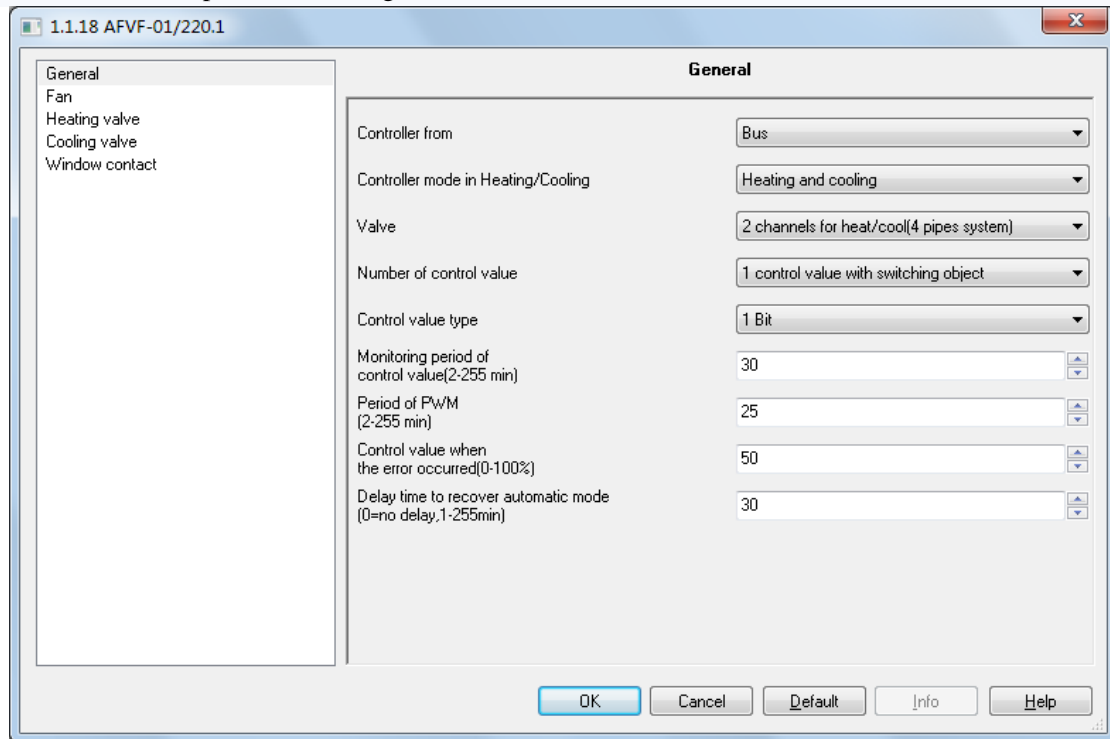 1.1.18 AFVF-01/220.1
General
Fan
Heating valve
Cooling valve
Window contact
General
Controller from
Bus
Controller mode in Heating/Cooling
Heating and cooling
Valve
2 channels for heat/cool(4 pipes system)
Number of control value
1 control value with switching object
Control value type
1 Bit
Monitoring period of
control value(2-255 min)
30
Period of PWM
(2-255 min)
25
Control value when
the error occurred(0-100%)
50
Delay time to recover automatic mode
(0=no delay,1-255min)
30
OK
Cancel
Default
Info
Help